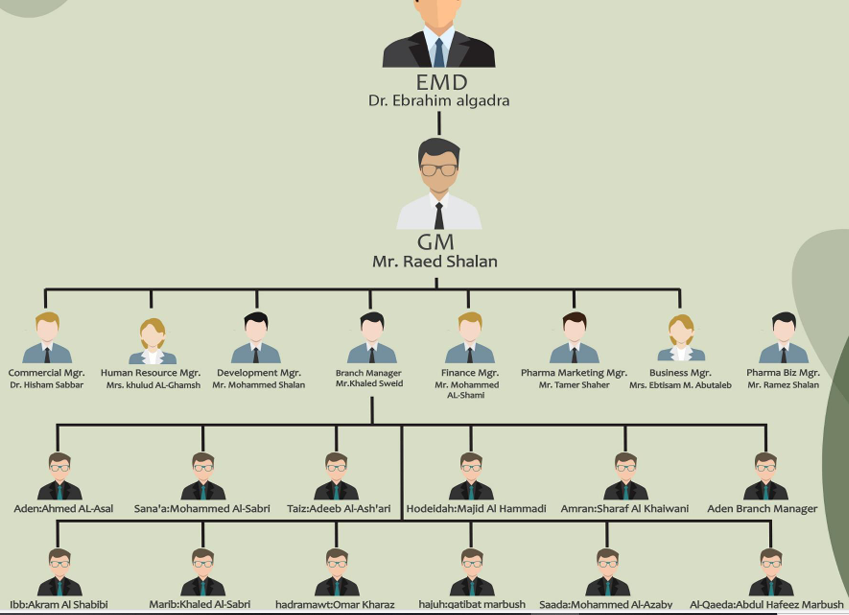 EMD
Dr. Ebrahim algadra
GM
Mr. Raed Shalan
Commercial Mgr.
Dr. Hisham Sabbar
Human Resource Mgr.
Mrs. khulud AL-Ghamsh
Development Mgr.
Mr. Mohammed Shalan
Branch Manager
Mr.Khaled Sweid
Finance Mgr.
Mr. Mohammed
AL-Shami
Pharma Marketing Mgr.
Mr. Tamer Shaher
Business Mgr.
Mrs. Ebtisam M. Abutaleb
Pharma Biz Mgr.
Mr. Ramez Shalan
Aden:Ahmed AL-Asal
Sana'a:Mohammed Al-Sabri
Taiz:Adeeb Al-Ash'ari
Hodeidah:Majid Al Hammadi
Amran:Sharaf Al Khaiwani
Aden Branch Manager
Ibb:Akram Al Shabibi
Marib:Khaled Al-Sabri
hadramawt:Omar Kharaz
hajuh:qatibat marbush
Saada:Mohammed Al-Azaby
Al-Qaeda:Abdul Hafeez Marbush